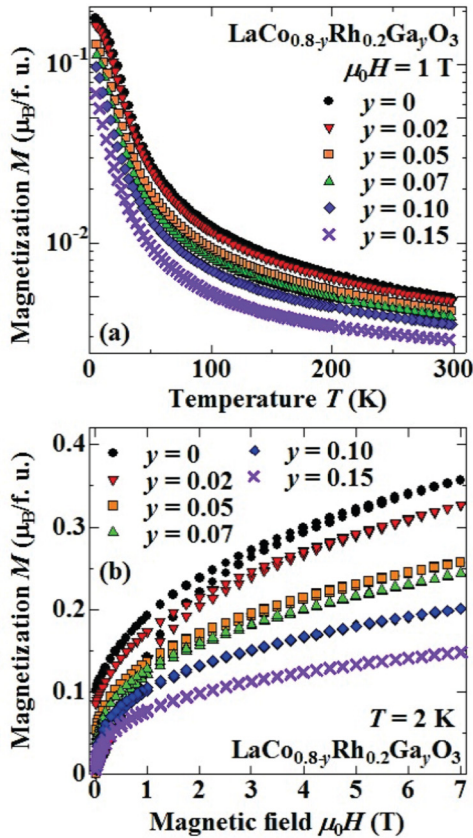 LaCo0.8-yRh0.2GayO3
μ0H = 1 T
y = 0
y = 0.02
y = 0.05
y = 0.07
y = 0.10
y = 0.15
10-1
10-2
Magnetization M (μB/f. u.)
(a)
0 100 200 300
Temperature T (K)
0.4
0.3
0.2
0.1
0
Magnetization M (μB/f. u.)
y = 0
y = 0.02
y = 0.05
y = 0.07
y = 0.10
y = 0.15
(b)
T = 2 K
LaCo0.8-yRh0.2GayO3
0 1 2 3 4 5 6 7
Magnetic field μ0H (T)